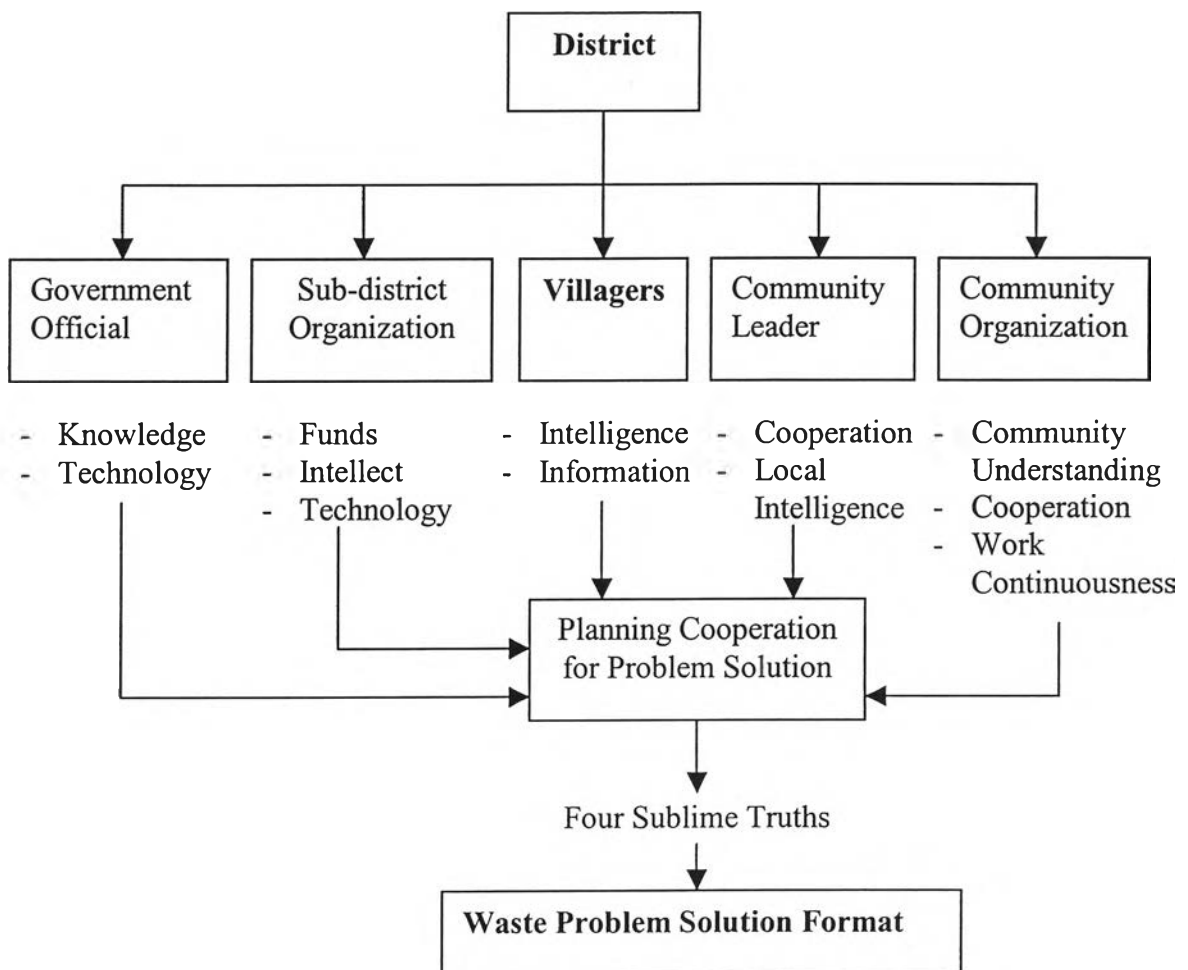 District
Government
Official
Sub-district
Organization
Villagers
Community
Leader
Community
Organization
- Knowledge
- Technology
- Funds
- Intellect
- Technology
- Intelligence
- Information
- Cooperation
- Local
Intelligence
- Community
Understanding
- Cooperation
- Work
Continuousness
Planning Cooperation
for Problem Solution
Four Sublime Truths
Waste Problem Solution Format